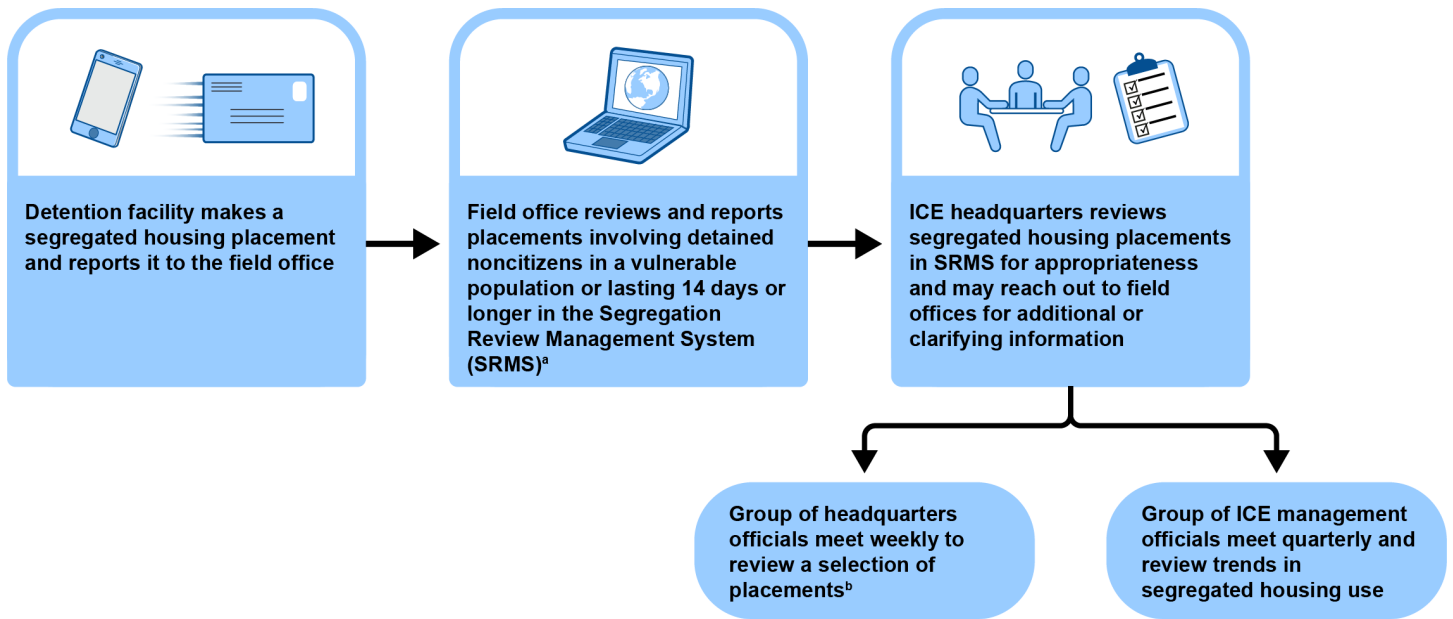 Detention facility makes a
segregated housing placement
and reports it to the field office
Field office reviews and reports
placements involving detained
noncitizens in a vulnerable
population or lasting 14 days or
longer in the Segregation
Review Management System
(SRMS)ᵃ
ICE headquarters reviews
segregated housing placements
in SRMS for appropriateness
and may reach out to field
offices for additional or
clarifying information
Group of headquarters
officials meet weekly to
review a selection of
placementsᵇ
Group of ICE management
officials meet quarterly and
review trends in
segregated housing use